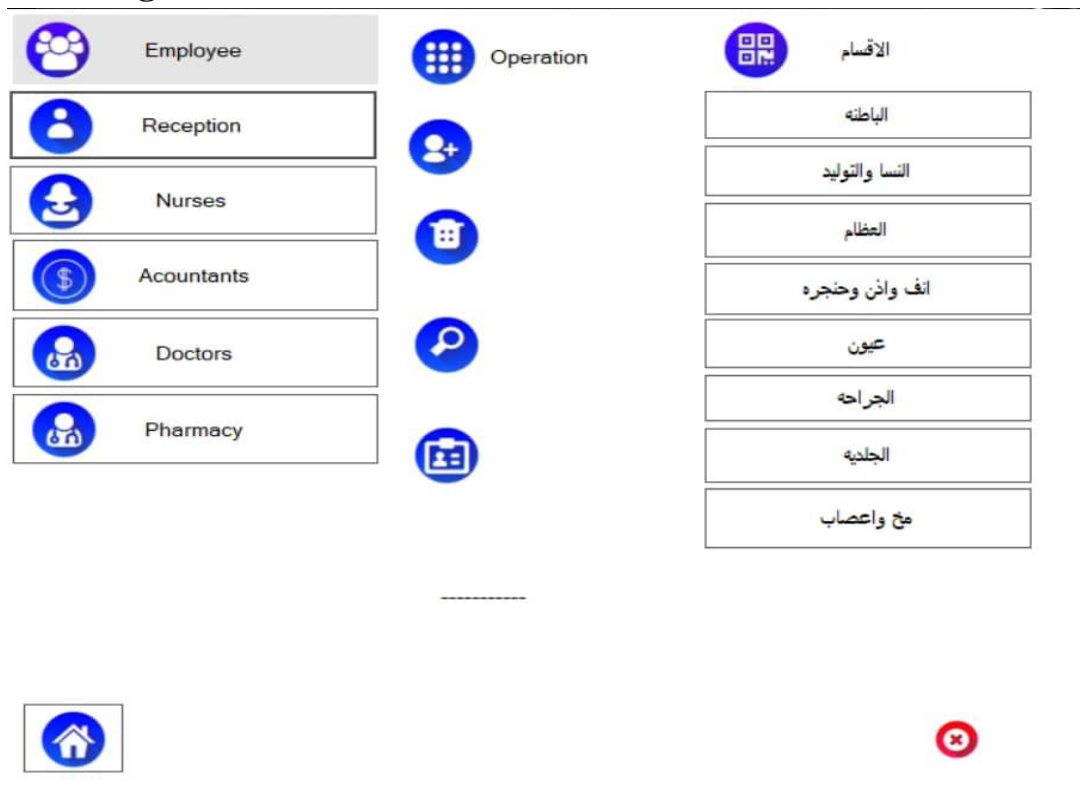 Employee
Reception
Nurses
Acountants
Doctors
Pharmacy
Operation
الاقسام
الباطنه
النسا والتوليد
العظام
انف واذن وحنجره
عيون
الجراحه
الجلديه
مخ واعصاب
-----------